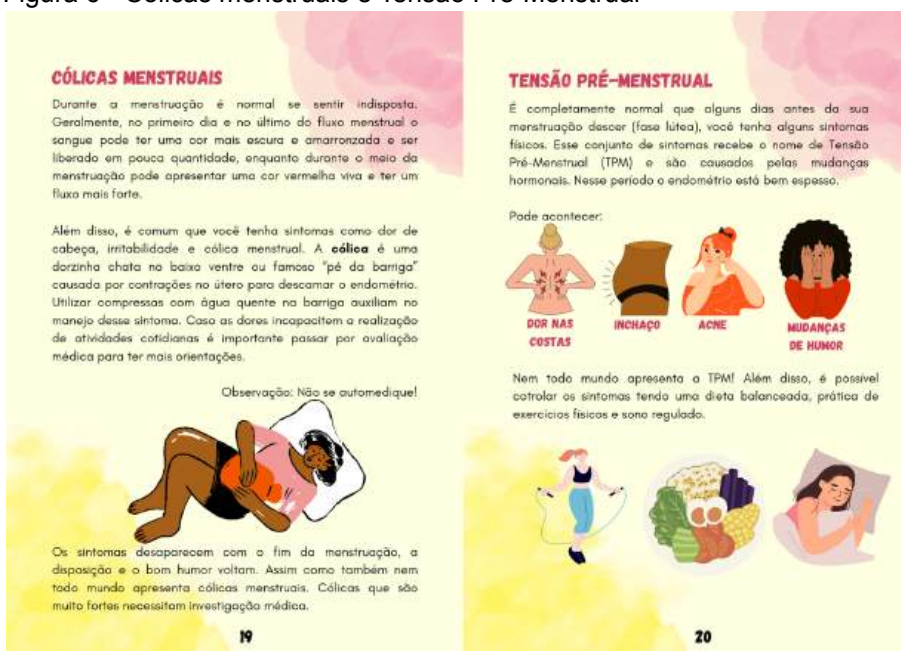 Figura 6 - Cólicas menstruais e Tensão Pré-Menstrual
CÓLICAS MENSTRUAIS
Durante a menstruação é normal se sentir indisposta.
Geralmente, no primeiro dia e no último do fluxo menstrual o
sangue pode ter uma cor mais escura e amarronzada e ser
liberado em pouca quantidade, enquanto durante o meio da
menstruação pode apresentar uma cor vermelha viva e ter um
fluxo mais forte.
Além disso, é comum que você tenha sintomas como dor de
cabeça, irritabilidade e cólica menstrual. A cólica é uma
dorzinha chata no baixo ventre ou famoso "pé da barriga"
causada por contrações no útero para descamar o endométrio.
Utilizar compressas com água quente na barriga auxiliam no
manejo desse sintoma. Caso as dores incapacitem a realização
de atividades cotidianas é importante passar por avaliação
médica para ter mais orientações.
Observação: Não se automedique!
Os sintomas desaparecem com o fim da menstruação, a
disposição e o bom humor voltam. Assim como também nem
todo mundo apresenta cólicas menstruais. Cólicas que são
muito fortes necessitam investigação médica.
19
TENSÃO PRÉ-MENSTRUAL
É completamente normal que alguns dias antes da sua
menstruação descer (fase lútea), você tenha alguns sintomas
físicos. Esse conjunto de sintomas recebe o nome de Tensão
Pré-Menstrual (TPM) e são causados pelas mudanças
hormonais. Nesse período o endométrio está bem espesso.
Pode acontecer:
DOR NAS
COSTAS
INCHAÇO
ACNE
MUDANÇAS
DE HUMOR
Nem todo mundo apresenta a TPM! Além disso, é possível
cotrolar os sintomas tendo uma dieta balanceada, prática de
exercícios físicos e sono regulado.
20